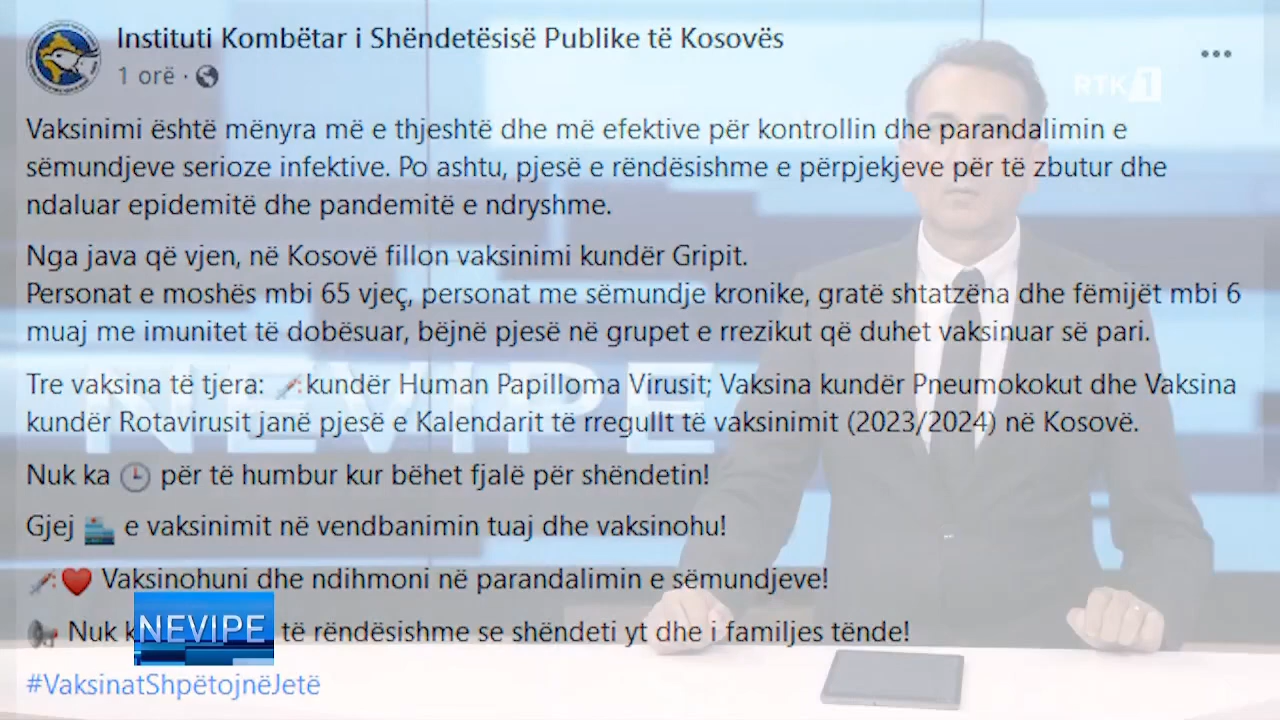 Instituti Kombëtar i Shëndetësisë Publike të Kosovës
1 orë ·
RTK 1
Vaksinimi është mënyra më e thjeshtë dhe më efektive për kontrollin dhe parandalimin e
sëmundjeve serioze infektive. Po ashtu, pjesë e rëndësishme e përpjekjeve për të zbutur dhe
ndaluar epidemitë dhe pandemitë e ndryshme.
Nga java që vjen, në Kosovë fillon vaksinimi kundër Gripit.
Personat e moshës mbi 65 vjeç, personat me sëmundje kronike, gratë shtatzëna dhe fëmijët mbi 6
muaj me imunitet të dobësuar, bëjnë pjesë në grupet e rrezikut që duhet vaksinuar së pari.
Tre vaksina të tjera: 💉kundër Human Papilloma Virusit; Vaksina kundër Pneumokokut dhe Vaksina
kundër Rotavirusit janë pjesë e Kalendarit të rregullt të vaksinimit (2023/2024) në Kosovë.
NEVIPE
Nuk ka 🕒 për të humbur kur bëhet fjalë për shëndetin!
Gjej e vaksinimit në vendbanimin tuaj dhe vaksinohu!
💉❤️ Vaksinohuni dhe ndihmoni në parandalimin e sëmundjeve!
📢 Nuk të rëndësishme se shëndeti yt dhe i familjes tënde!
NEVIPE
#VaksinatShpëtojnëJetë